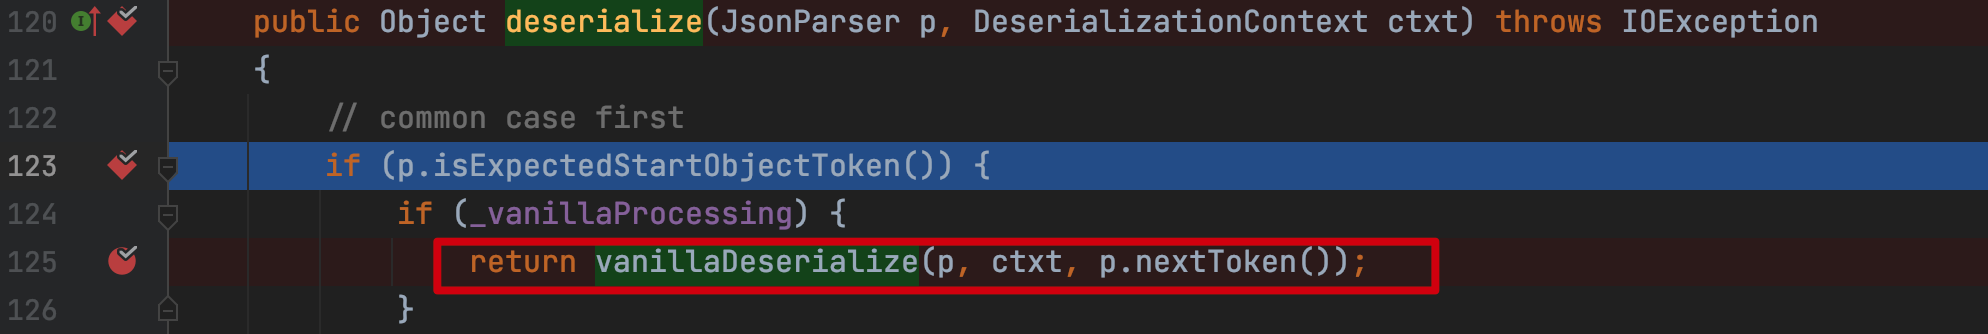 120 public Object deserialize(JsonParser p, DeserializationContext ctxt) throws IOException
121 {
122 // common case first
123 if (p.isExpectedStartObjectToken()) {
124 if (_vanillaProcessing) {
125 return vanillaDeserialize(p, ctxt, p.nextToken());
126 }